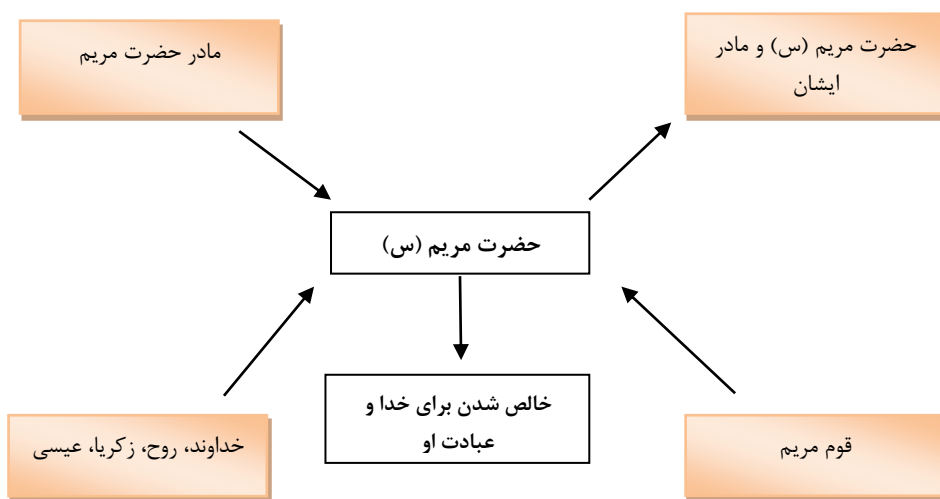 حضرت مریم (س) و مادر
ایشان
مادر حضرت مریم
حضرت مریم (س)
خالص شدن برای خدا و
عبادت او
قوم مریم
خداوند، روح، زکریا، عیسی